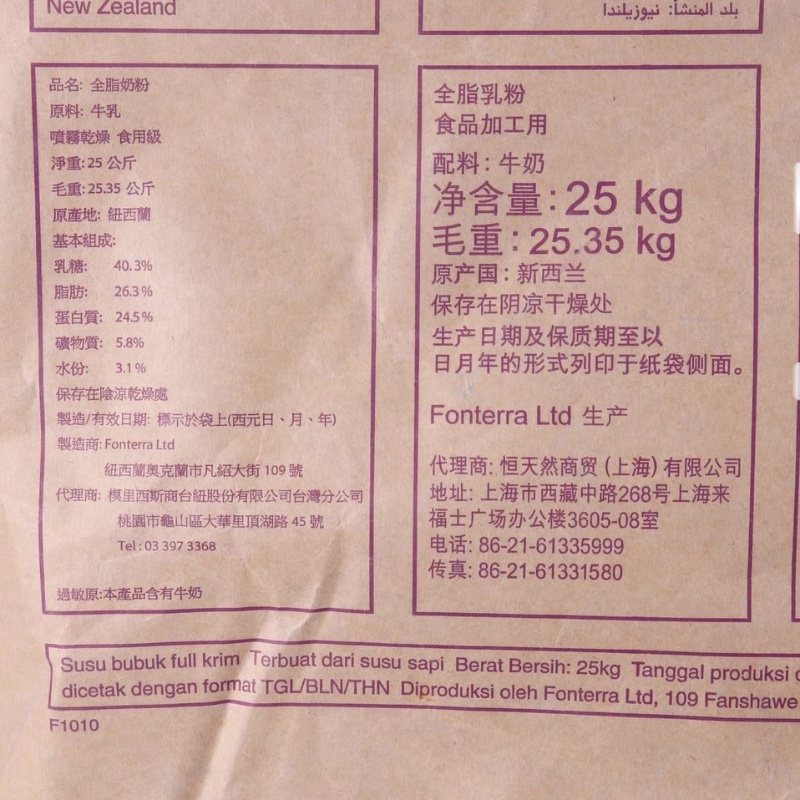 New Zealand
بلد المنشأ: نيوزيلندا
品名: 全脂奶粉
原料: 牛乳
噴霧乾燥 食用級
淨重: 25 公斤
毛重: 25.35 公斤
原產地: 紐西蘭
基本組成:
乳糖: 40.3%
脂肪: 26.3%
蛋白質: 24.5%
礦物質: 5.8%
水份: 3.1%
保存在陰涼乾燥處
製造/有效日期: 標示於袋上(西元日、月、年)
製造商: Fonterra Ltd
紐西蘭奧克蘭市凡紹大街 109 號
代理商: 模里西斯商台紐股份有限公司台灣分公司
桃園市龜山區大華里頂湖路 45 號
Tel : 03 397 3368
過敏原:本產品含有牛奶
全脂乳粉
食品加工用
配料: 牛奶
净含量: 25 kg
毛重: 25.35 kg
原产国: 新西兰
保存在阴凉干燥处
生产日期及保质期至以
日月年的形式列印于纸袋侧面。
Fonterra Ltd 生产
代理商: 恒天然商贸 (上海) 有限公司
地址: 上海市西藏中路268号上海来
福士广场办公楼3605-08室
电话: 86-21-61335999
传真: 86-21-61331580
Susu bubuk full krim Terbuat dari susu sapi Berat Bersih: 25kg Tanggal produksi
dicetak dengan format TGL/BLN/THN Diproduksi oleh Fonterra Ltd, 109 Fanshawe
F1010